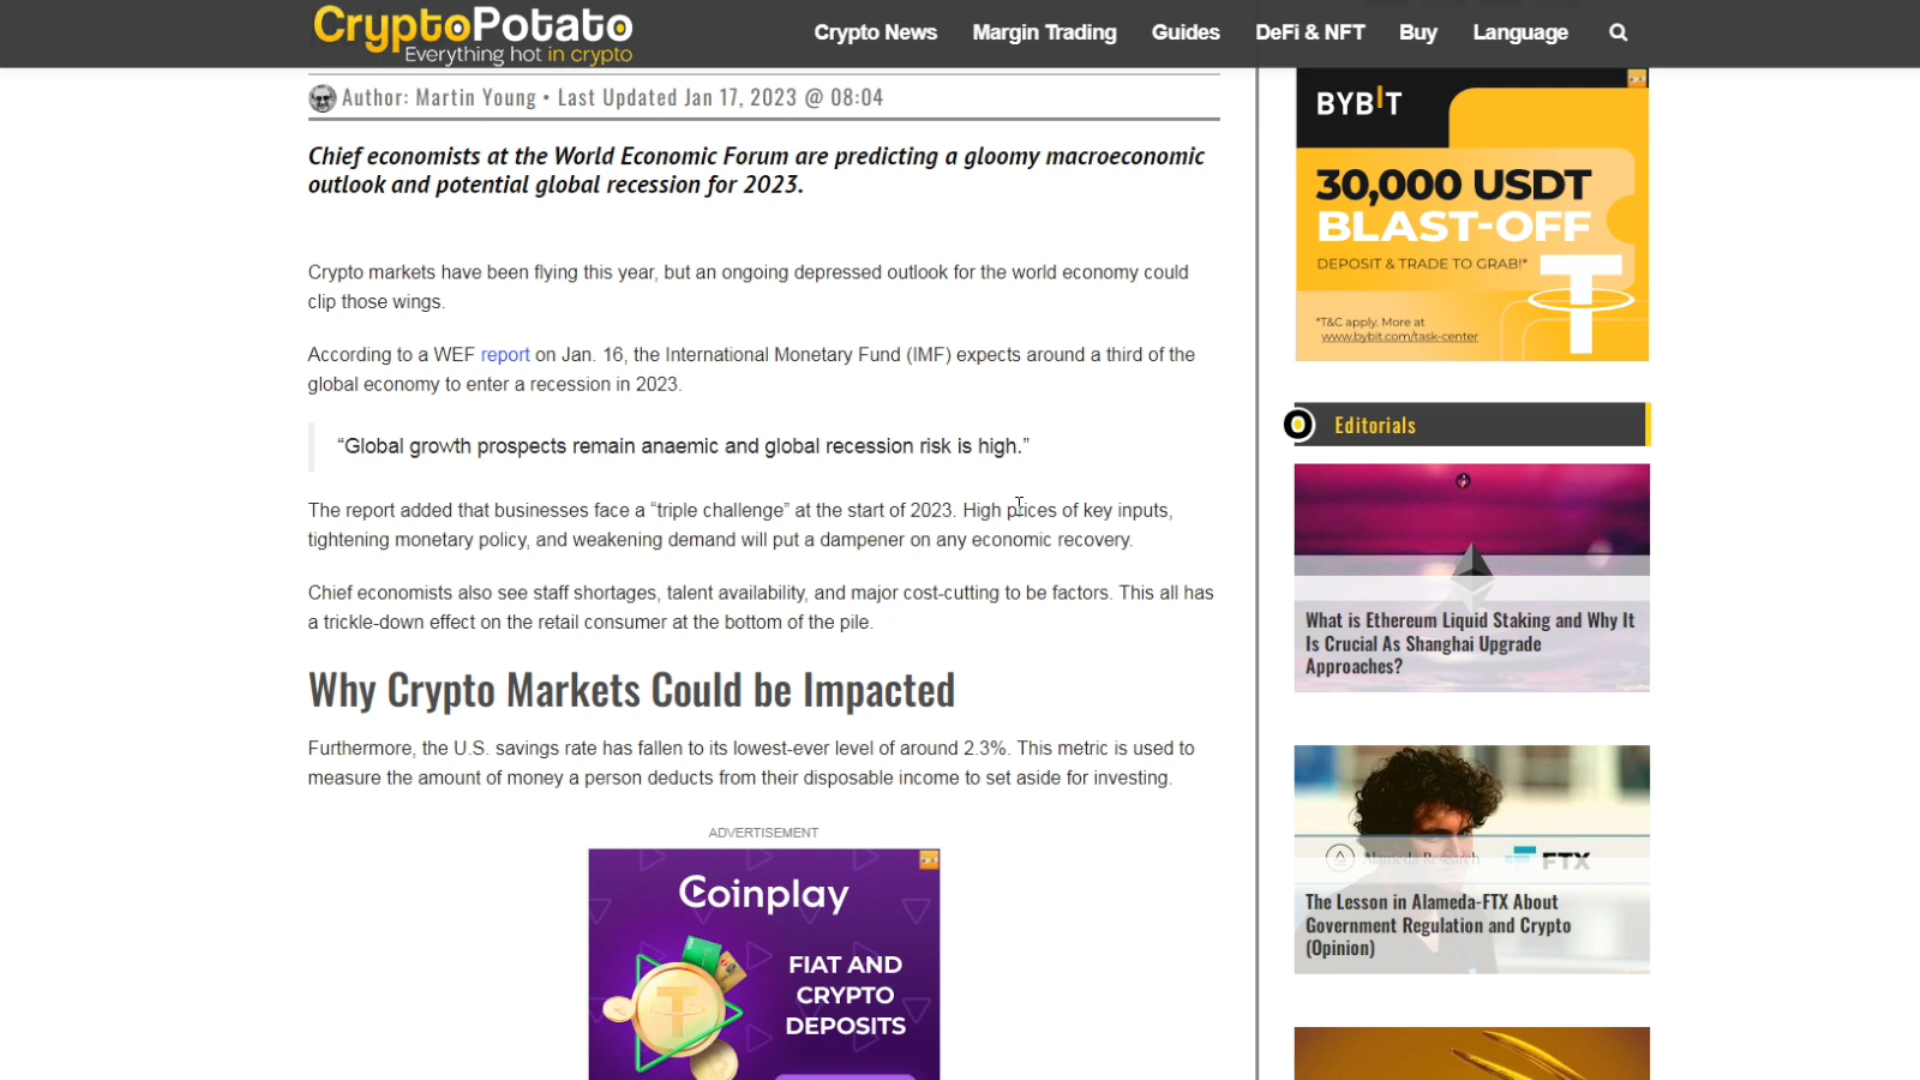 CryptoPotato
Everything hot in crypto
Crypto News
Margin Trading
Guides
DeFi & NFT
Buy
Language
Author: Martin Young • Last Updated Jan 17, 2023 @ 08:04
Chief economists at the World Economic Forum are predicting a gloomy macroeconomic
outlook and potential global recession for 2023.
Crypto markets have been flying this year, but an ongoing depressed outlook for the world economy could
clip those wings.
According to a WEF report on Jan. 16, the International Monetary Fund (IMF) expects around a third of the
global economy to enter a recession in 2023.
“Global growth prospects remain anaemic and global recession risk is high.”
The report added that businesses face a “triple challenge” at the start of 2023. High prices of key inputs,
tightening monetary policy, and weakening demand will put a dampener on any economic recovery.
Chief economists also see staff shortages, talent availability, and major cost-cutting to be factors. This all has
a trickle-down effect on the retail consumer at the bottom of the pile.
Why Crypto Markets Could be Impacted
Furthermore, the U.S. savings rate has fallen to its lowest-ever level of around 2.3%. This metric is used to
measure the amount of money a person deducts from their disposable income to set aside for investing.
ADVERTISEMENT
Coinplay
FIAT AND
CRYPTO
DEPOSITS
BYBIT
30,000 USDT
BLAST-OFF
DEPOSIT & TRADE TO GRAB!*
*T&C apply. More at
www.bybit.com/task-center
Editorials
What is Ethereum Liquid Staking and Why It
Is Crucial As Shanghai Upgrade
Approaches?
Alameda Research
FTX
The Lesson in Alameda-FTX About
Government Regulation and Crypto
(Opinion)